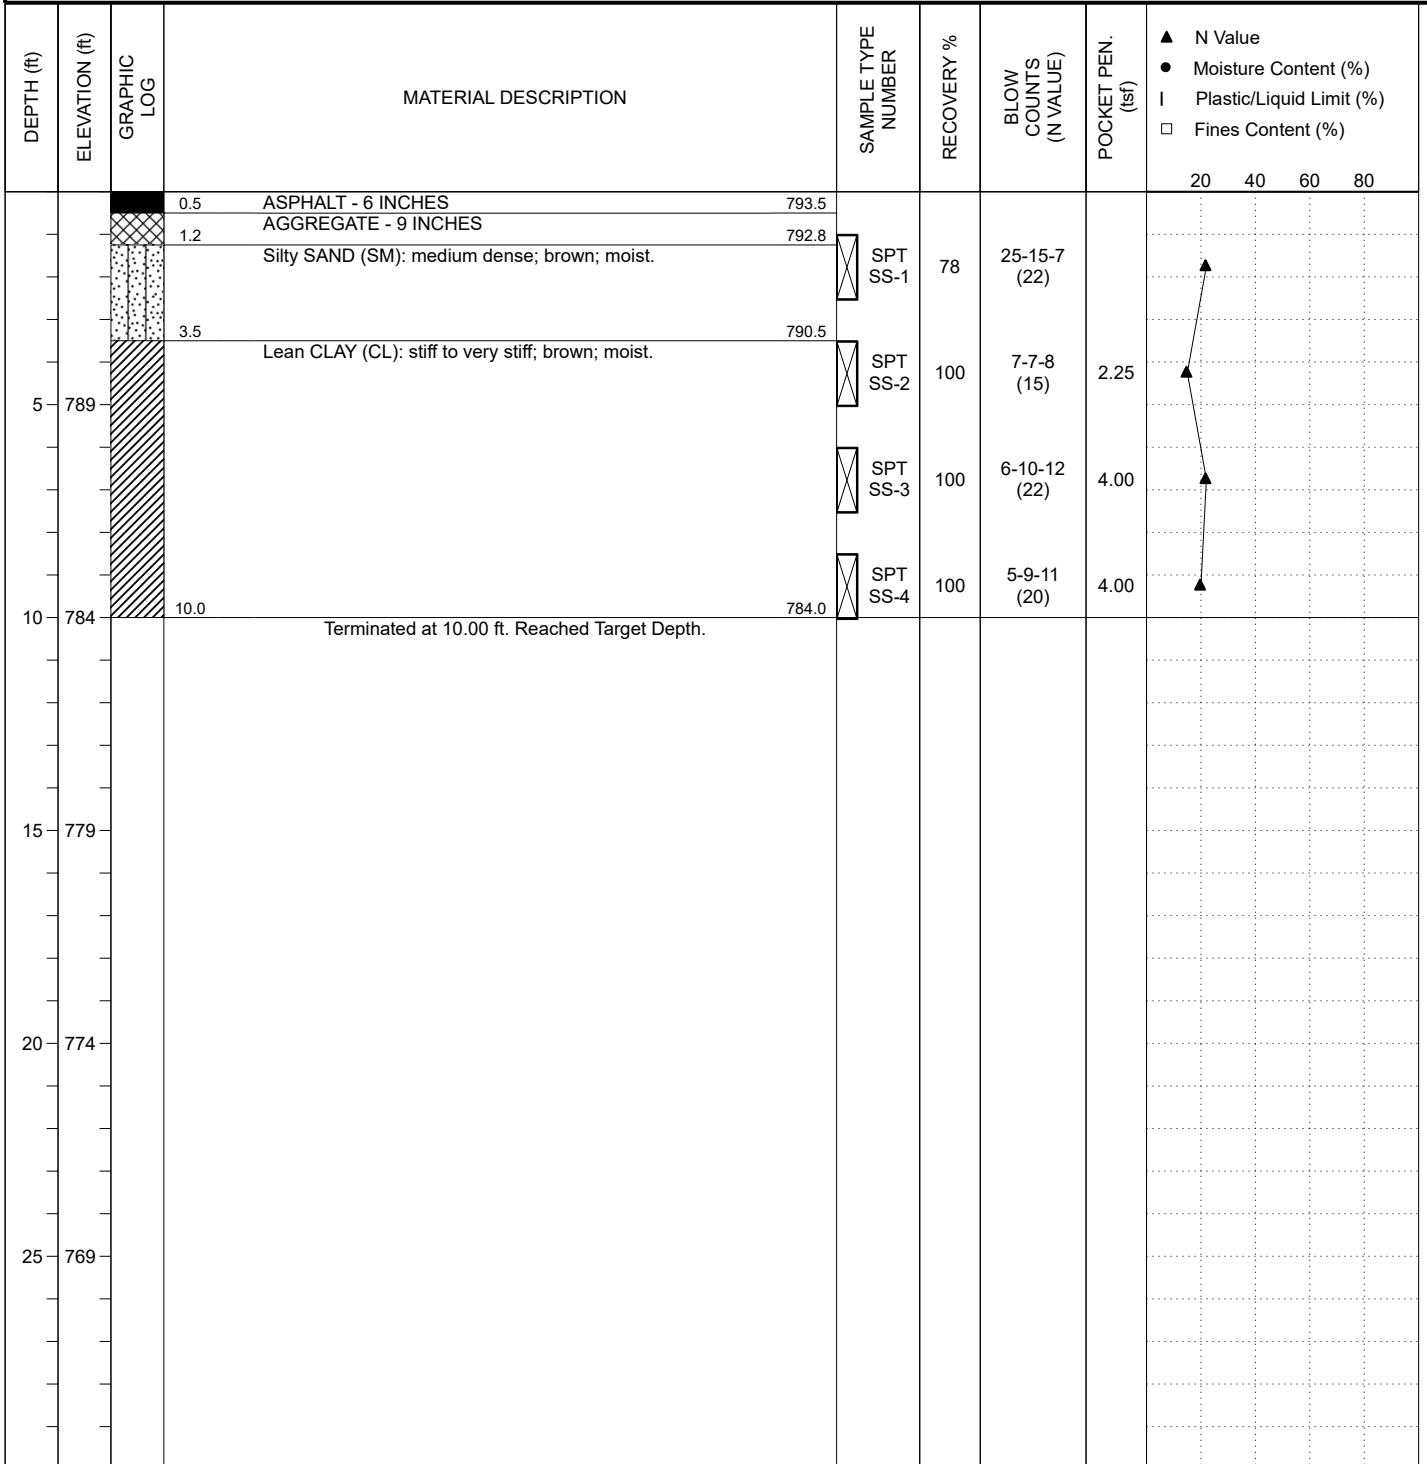 DEPTH (ft)
ELEVATION (ft)
GRAPHIC
LOG
MATERIAL DESCRIPTION
SAMPLE TYPE
NUMBER
RECOVERY %
BLOW
COUNTS
(N VALUE)
POCKET PEN.
(tsf)
▲ N Value
● Moisture Content (%)
| Plastic/Liquid Limit (%)
□ Fines Content (%)
20 40 60 80
0.5 ASPHALT - 6 INCHES 793.5
AGGREGATE - 9 INCHES
1.2 792.8
Silty SAND (SM): medium dense; brown; moist.
SPT
SS-1
78
25-15-7
(22)
3.5 790.5
Lean CLAY (CL): stiff to very stiff; brown; moist.
SPT
SS-2
100
7-7-8
(15)
2.25
5 789
SPT
SS-3
100
6-10-12
(22)
4.00
SPT
SS-4
100
5-9-11
(20)
4.00
10.0 784.0
10 784
Terminated at 10.00 ft. Reached Target Depth.
15 779
20 774
25 769